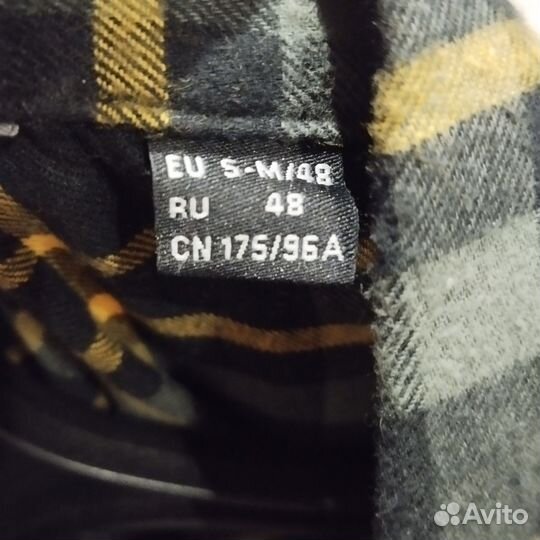 EU S-M/48
RU 48
CN 175/96A
Avito